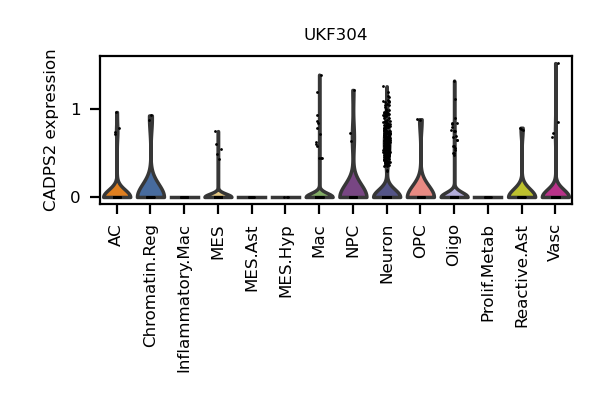 UKF304
CADPS2 expression
1
0
AC
Chromatin.Reg
Inflammatory.Mac
MES
MES.Ast
MES.Hyp
Mac
NPC
Neuron
OPC
Oligo
Prolif.Metab
Reactive.Ast
Vasc